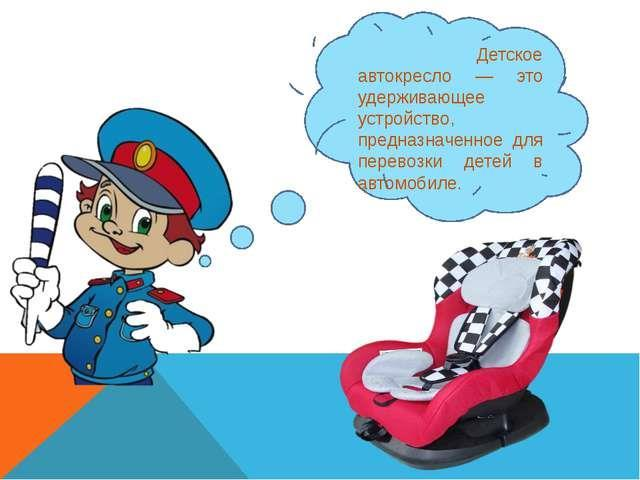 Детское
автокресло — это
удерживающее
устройство,
предназначенное для
перевозки детей в
автомобиле.